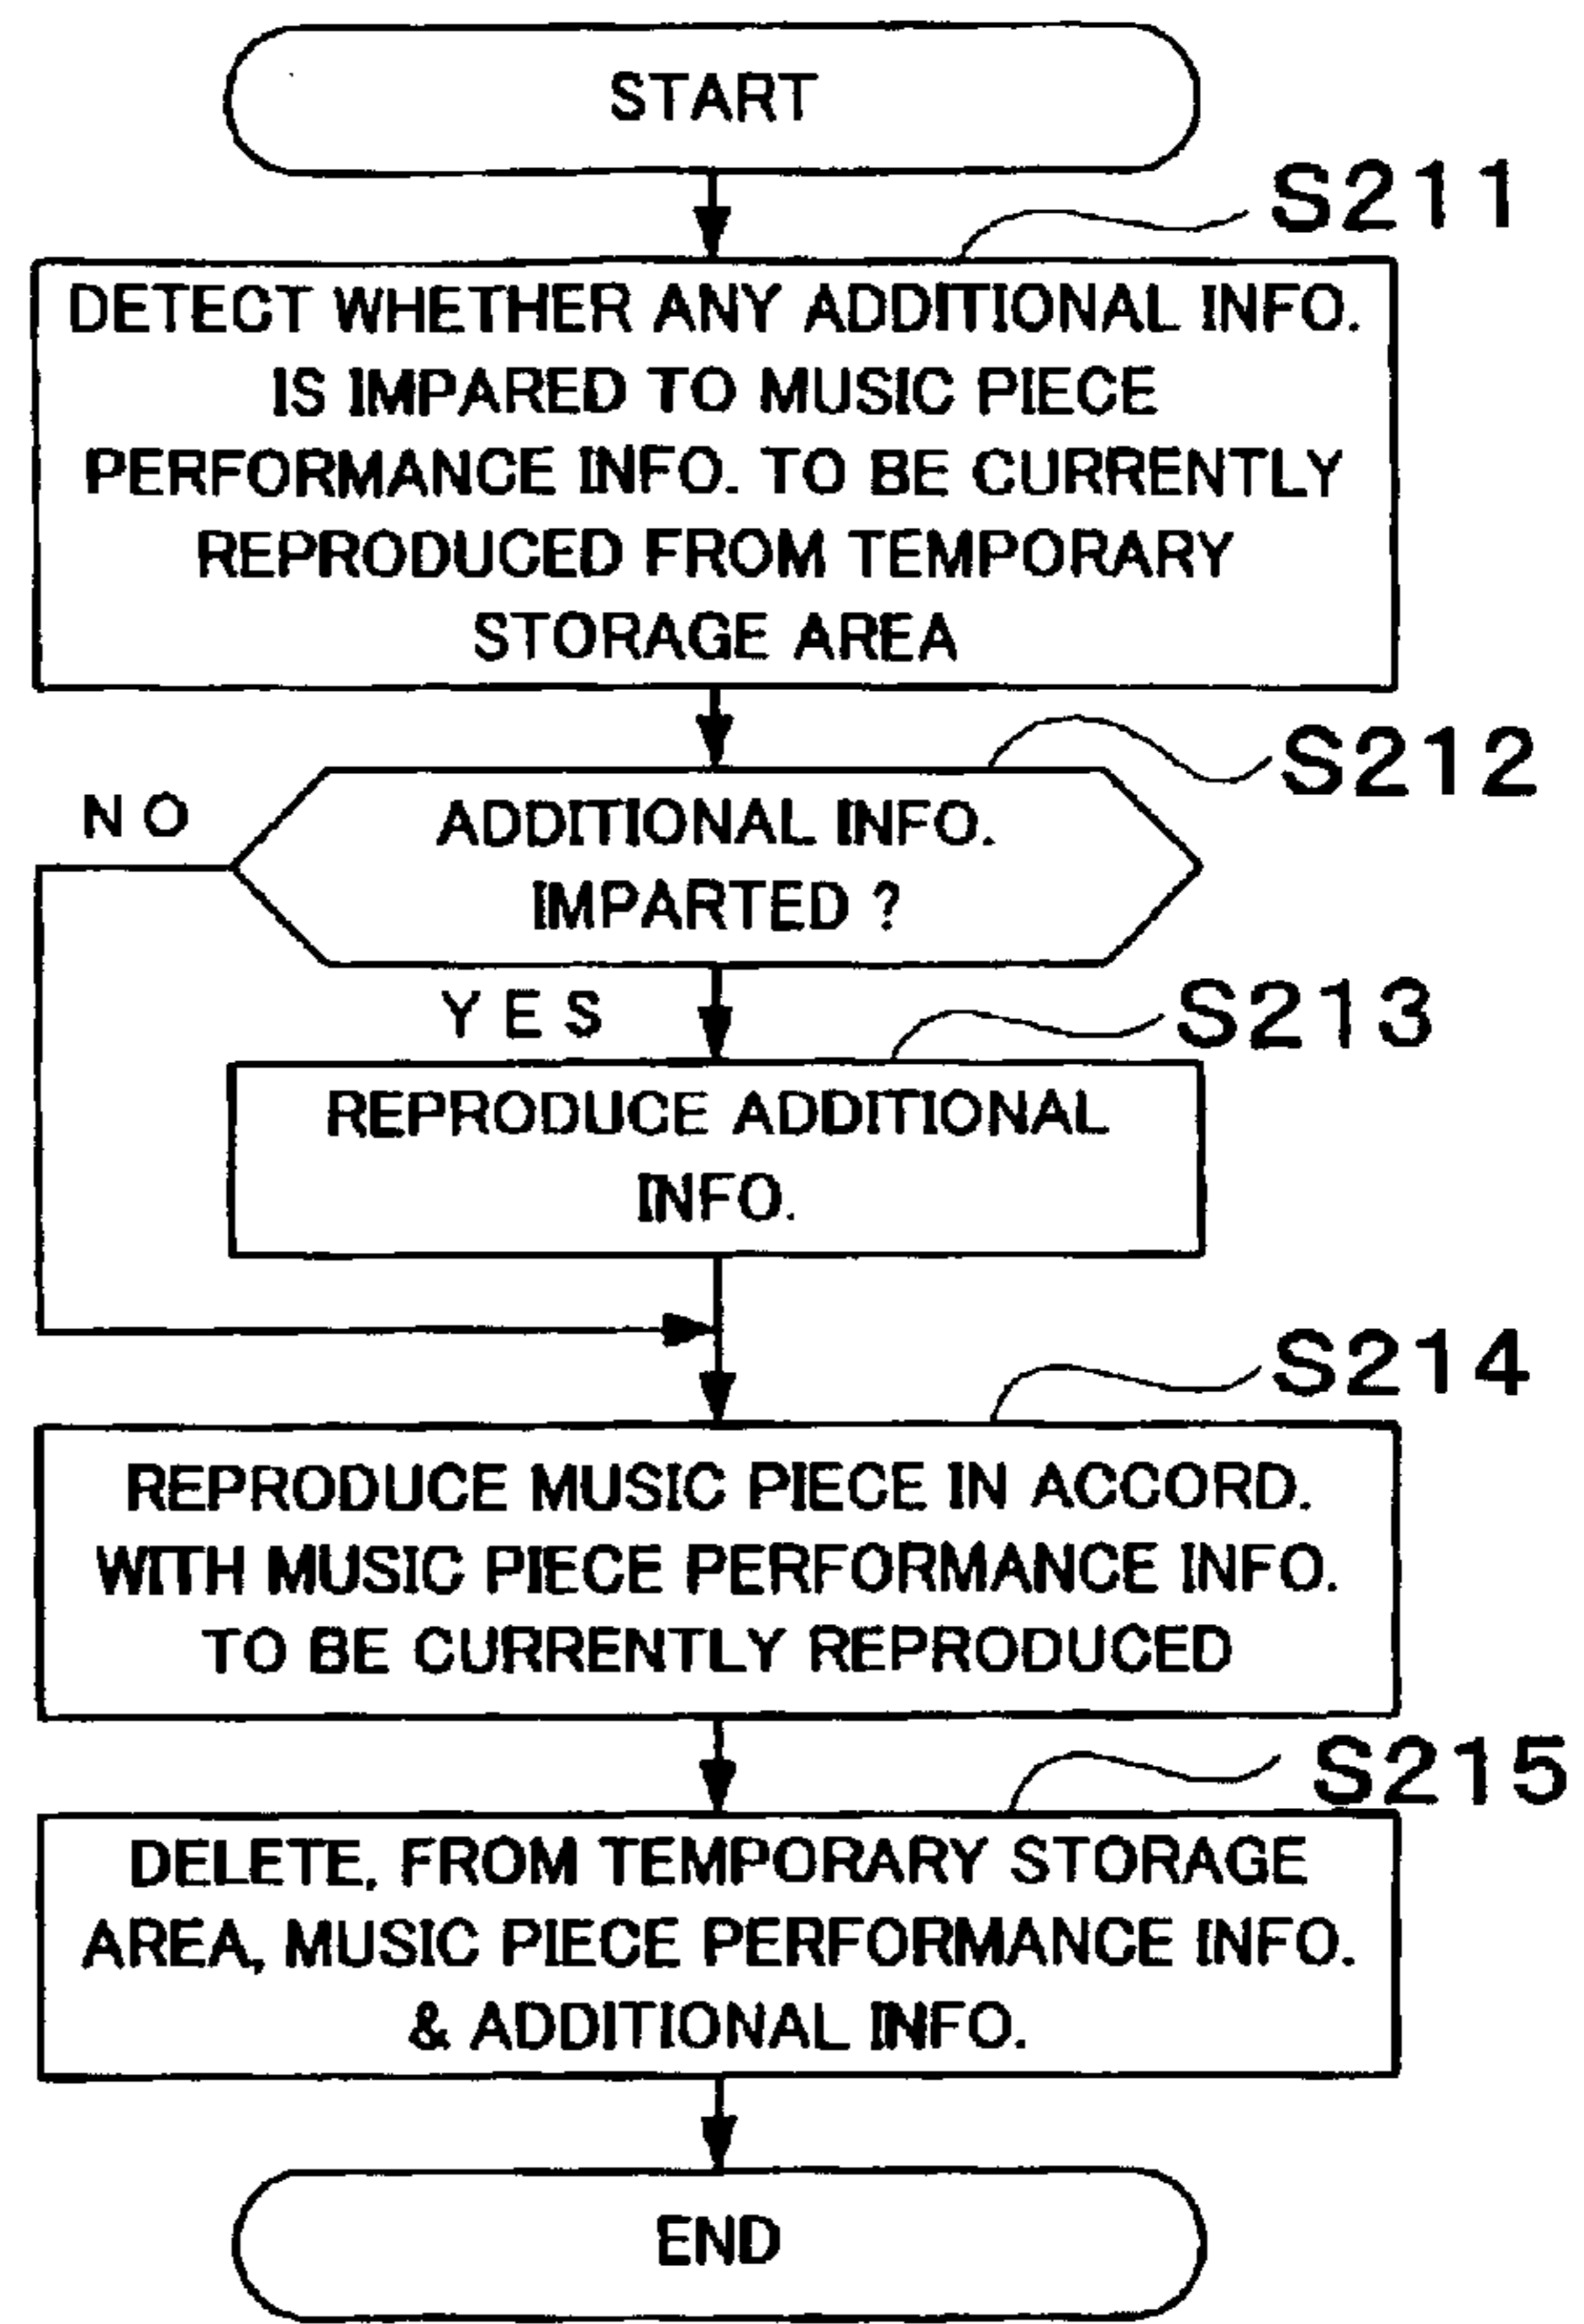 START
S211
DETECT WHETHER ANY ADDITIONAL INFO.
IS IMPARED TO MUSIC PIECE
PERFORMANCE INFO. TO BE CURRENTLY
REPRODUCED FROM TEMPORARY
STORAGE AREA
S212
NO
ADDITIONAL INFO.
IMPARTED ?
YES
S213
REPRODUCE ADDITIONAL
INFO.
S214
REPRODUCE MUSIC PIECE IN ACCORD.
WITH MUSIC PIECE PERFORMANCE INFO.
TO BE CURRENTLY REPRODUCED
S215
DELETE, FROM TEMPORARY STORAGE
AREA, MUSIC PIECE PERFORMANCE INFO.
& ADDITIONAL INFO.
END